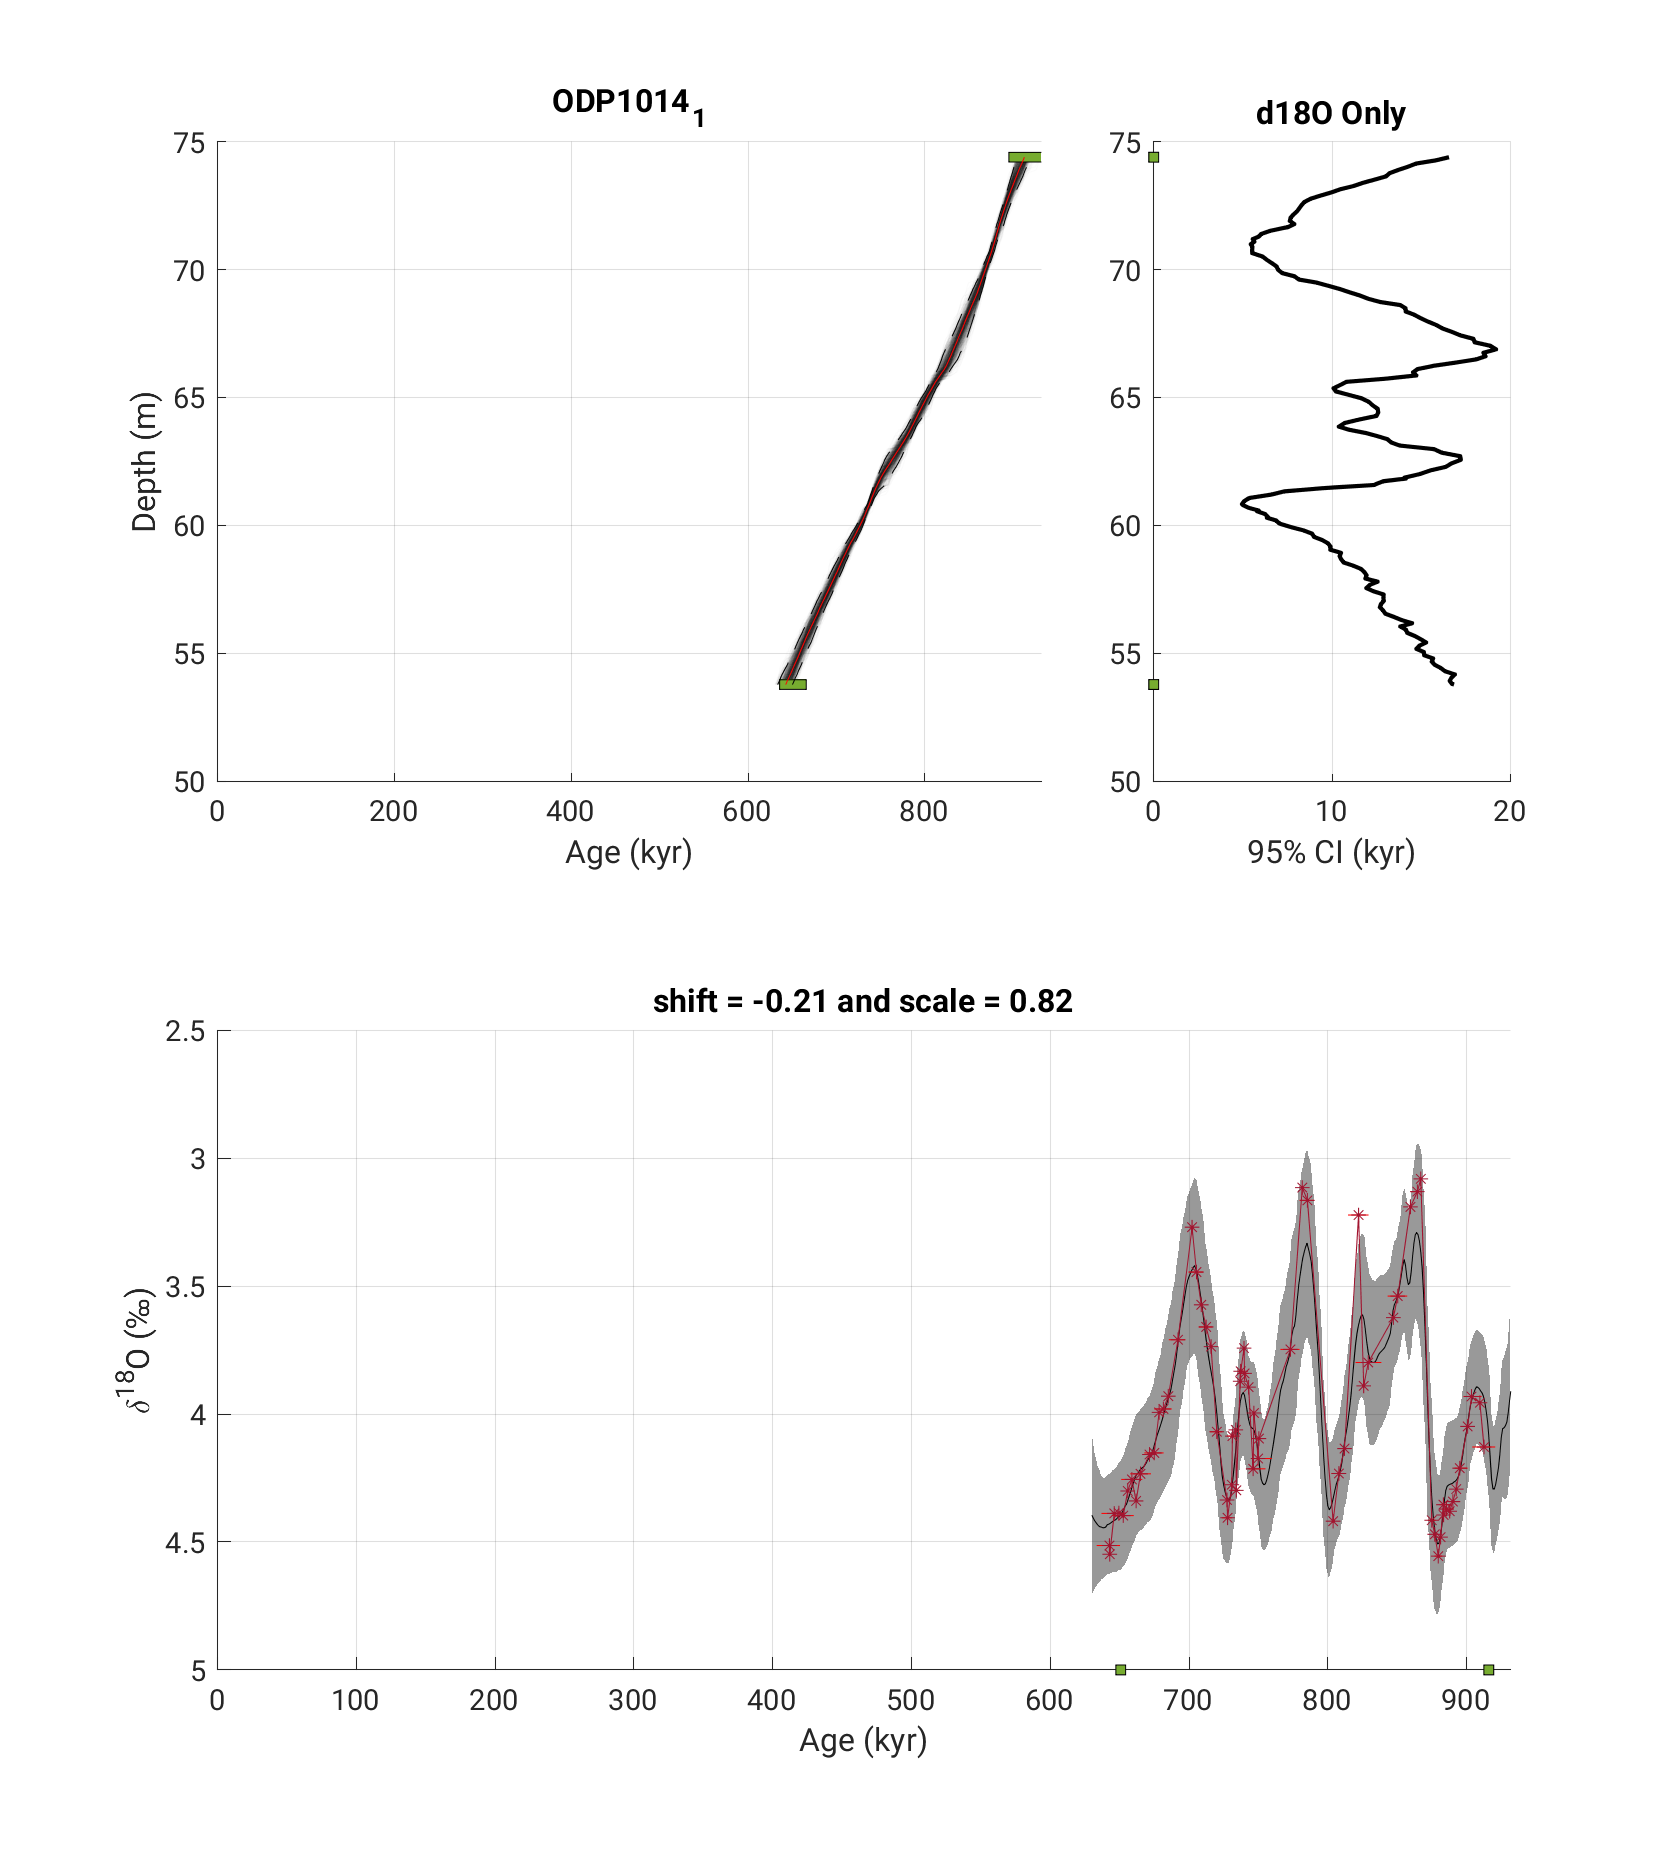 ODP1014₁
75
70
65
60
55
50
0 200 400 600 800
Depth (m)
Age (kyr)
d18O Only
75
70
65
60
55
50
0 10 20
95% CI (kyr)
shift = -0.21 and scale = 0.82
2.5
3
3.5
4
4.5
5
0 100 200 300 400 500 600 700 800 900
δ¹⁸O (‰)
Age (kyr)